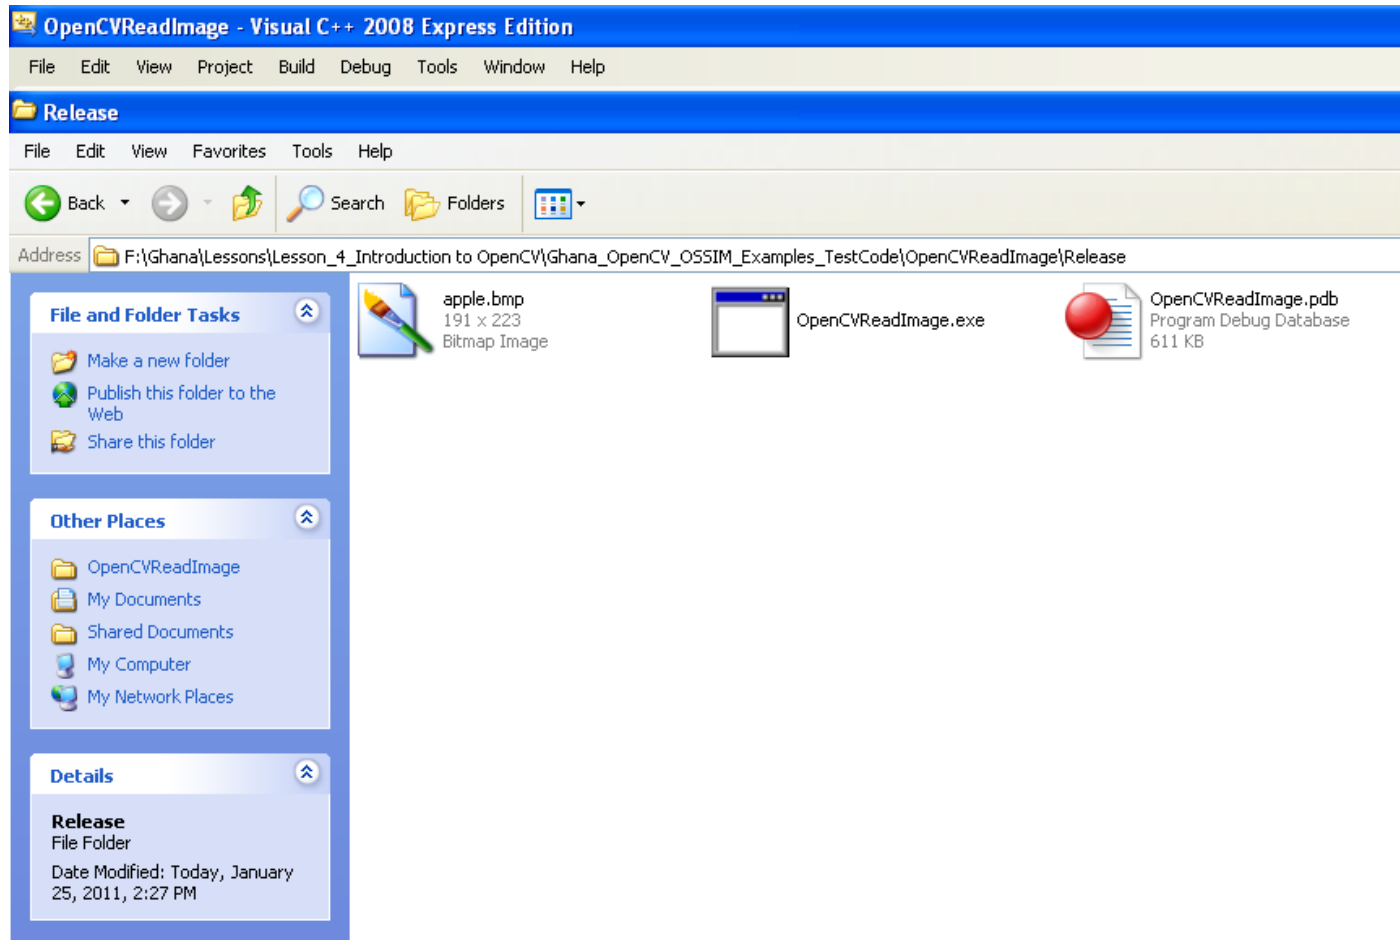 OpenCVReadImage - Visual C++ 2008 Express Edition
File Edit View Project Build Debug Tools Window Help
Release
File Edit View Favorites Tools Help
Back Search Folders
Address F:\Ghana\Lessons\Lesson_4_Introduction to OpenCV\Ghana_OpenCV_OSSIM_Examples_TestCode\OpenCVReadImage\Release
File and Folder Tasks
Make a new folder
Publish this folder to the
Web
Share this folder
Other Places
OpenCVReadImage
My Documents
Shared Documents
My Computer
My Network Places
Details
Release
File Folder
Date Modified: Today, January
25, 2011, 2:27 PM
apple.bmp
191 x 223
Bitmap Image
OpenCVReadImage.exe
OpenCVReadImage.pdb
Program Debug Database
611 KB